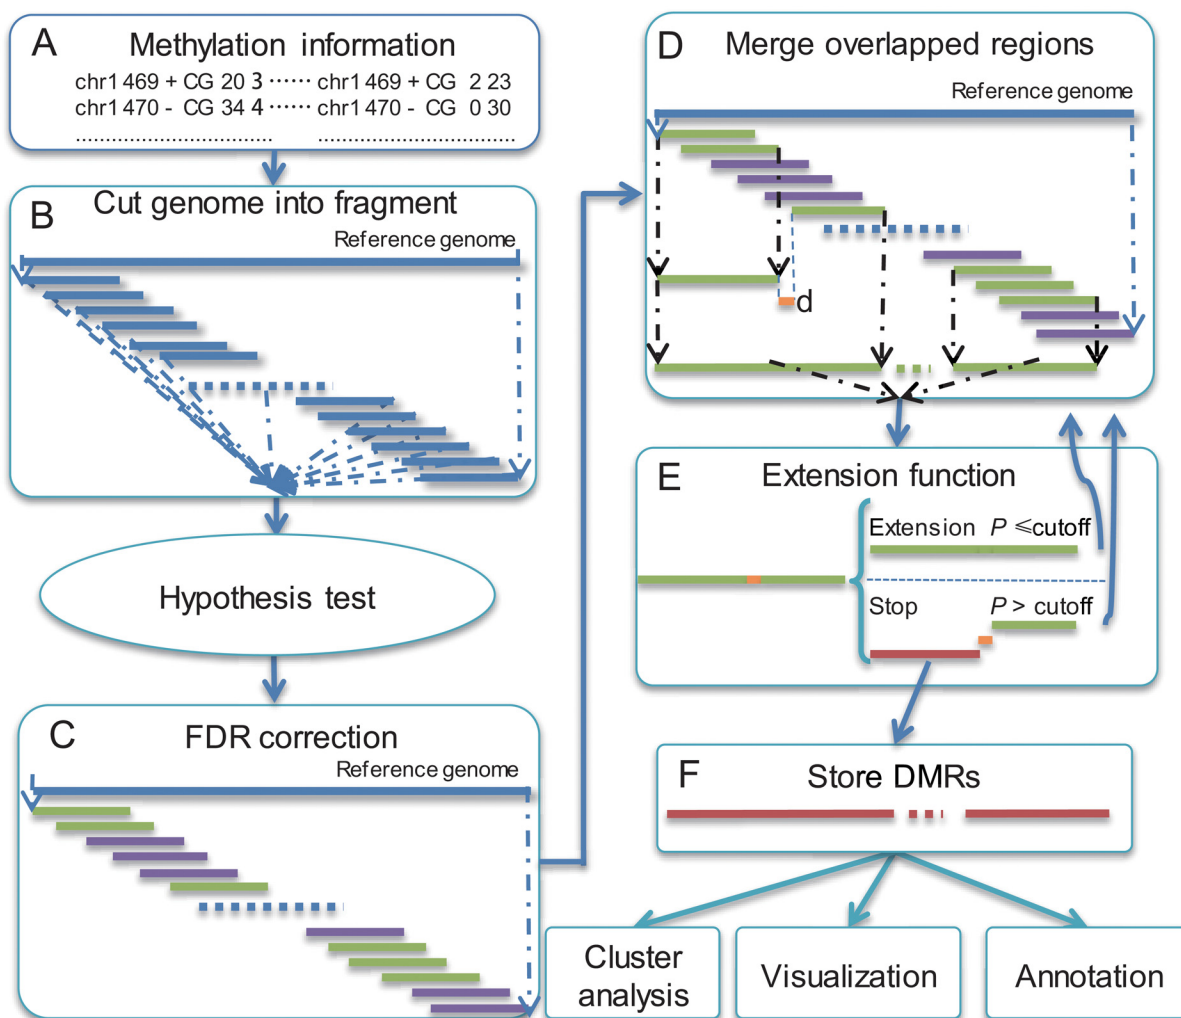 A
Methylation information
chr1 469 + CG 20 3 ······ chr1 469 + CG 2 23
chr1 470 - CG 34 4 ······ chr1 470 - CG 0 30
B
Cut genome into fragment
Reference genome
Hypothesis test
C
FDR correction
Reference genome
D
Merge overlapped regions
Reference genome
d
E
Extension function
Extension P ⩽cutoff
Stop P > cutoff
F
Store DMRs
Cluster
analysis
Visualization
Annotation